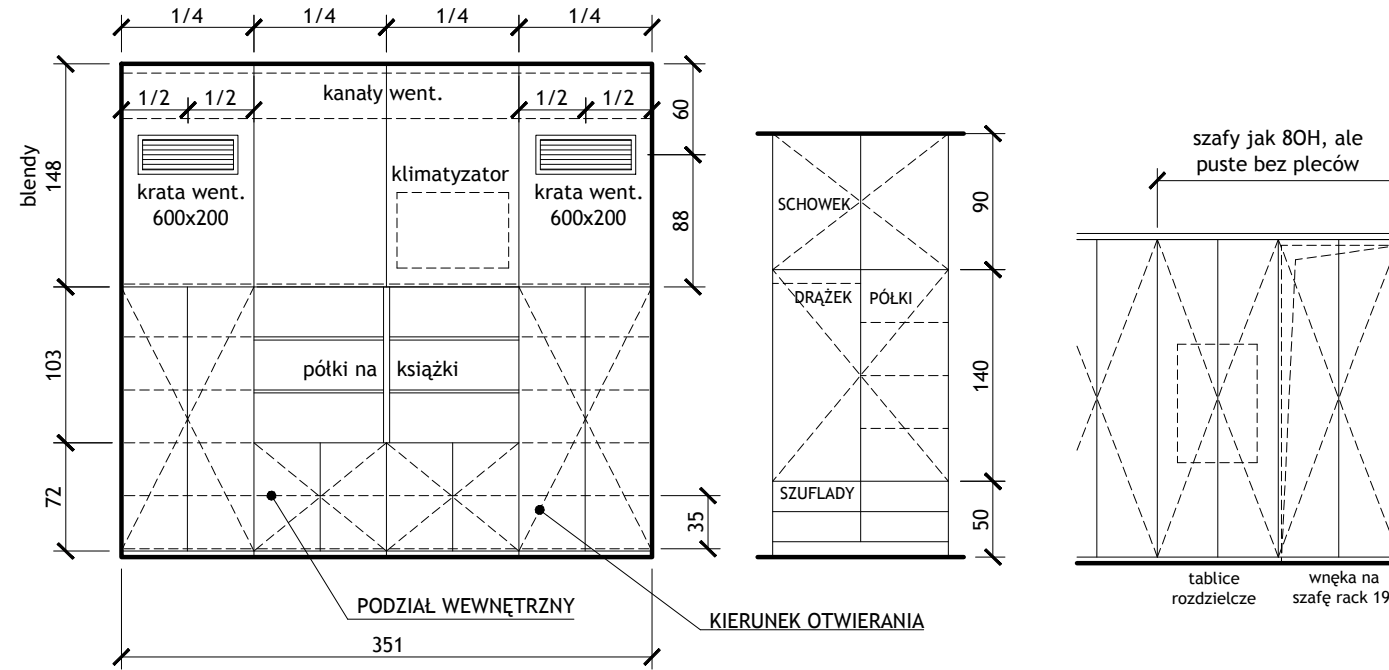 1/4
1/4
1/4
1/4
1/2
1/2
kanały went.
1/2
1/2
60
blendy
148
krata went.
600x200
klimatyzator
krata went.
600x200
88
103
półki na
książki
72
35
PODZIAŁ WEWNĘTRZNY
KIERUNEK OTWIERANIA
351
SCHOWEK
90
DRĄŻEK
PÓŁKI
140
SZUFLADY
50
szafy jak 8OH, ale
puste bez pleców
tablice
rozdzielcze
wnęka na
szafę rack 19